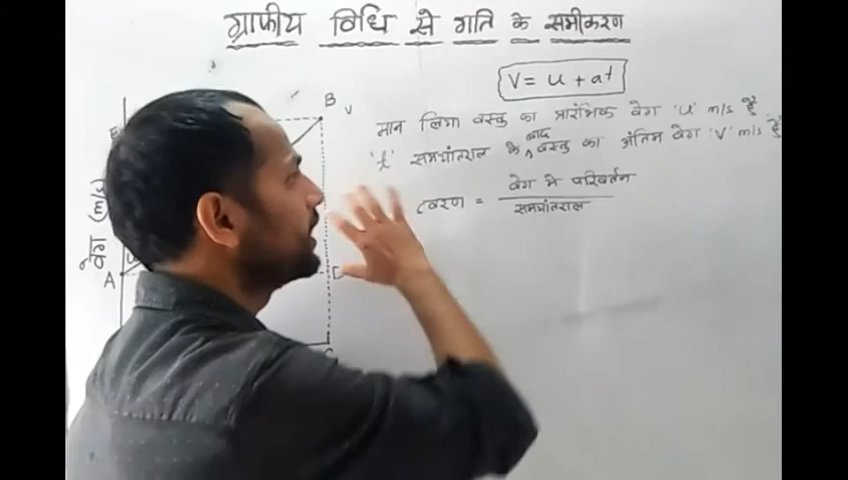 ग्राफीय विधि से गति के समीकरण
V = u + at
मान लिया वस्तु का प्रारंभिक वेग 'u' m/s है
't' समयांतराल के बाद वस्तु का अंतिम वेग 'v' m/s है
त्वरण = वेग मे परिवर्तन
समयांतराल
B V
E
वेग (m/s)
A u
D
C